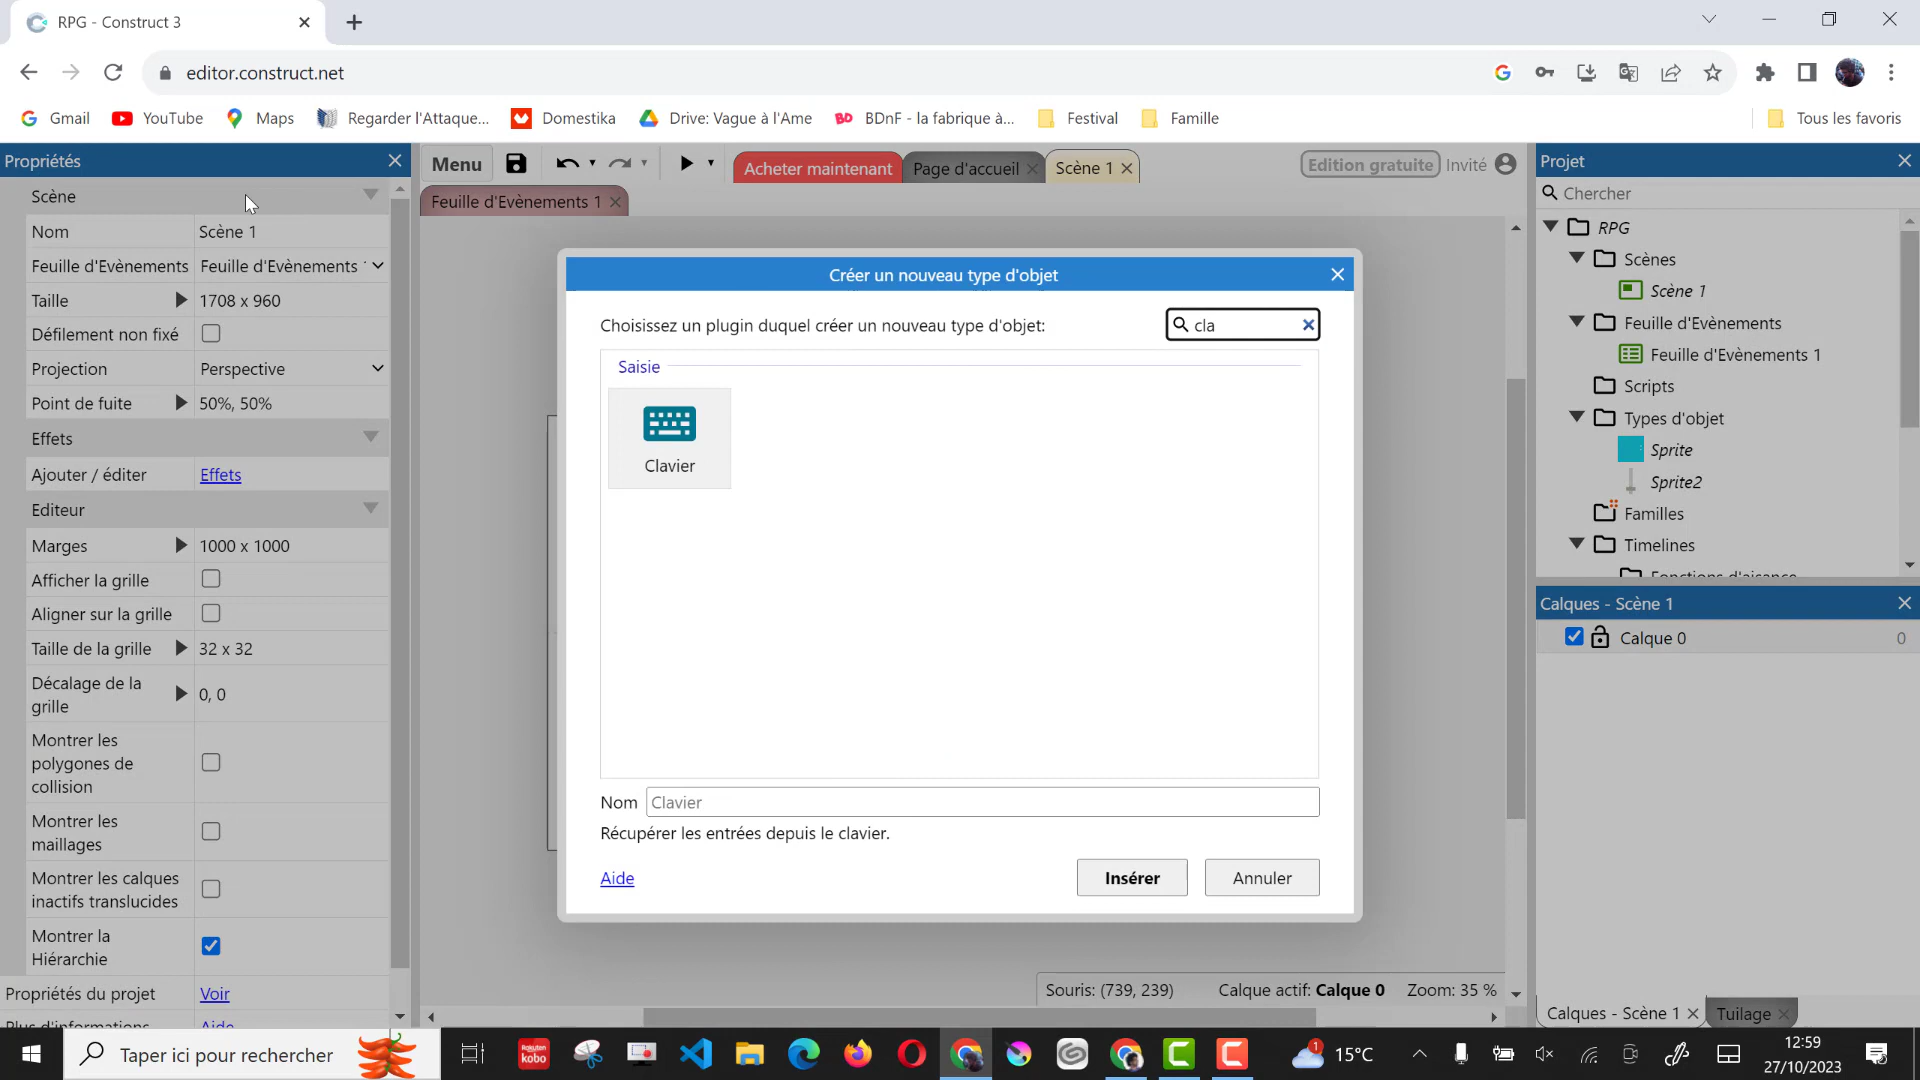 RPG - Construct 3
editor.construct.net
Gmail YouTube Maps Regarder l'Attaque... Domestika Drive: Vague à l'Ame BDnF - la fabrique à... Festival Famille Tous les favoris
Propriétés
Scène
Nom Scène 1
Feuille d'Evènements Feuille d'Evènements
Taille 1708 x 960
Défilement non fixé
Projection Perspective
Point de fuite 50%, 50%
Effets
Ajouter / éditer Effets
Editeur
Marges 1000 x 1000
Afficher la grille
Aligner sur la grille
Taille de la grille 32 x 32
Décalage de la
grille 0, 0
Montrer les
polygones de
collision
Montrer les
maillages
Montrer les calques
inactifs translucides
Montrer la
Hiérarchie
Propriétés du projet Voir
Plus d'informations Aide
Menu Acheter maintenant Page d'accueil Scène 1 Edition gratuite Invité
Feuille d'Evènements 1
Créer un nouveau type d'objet
Choisissez un plugin duquel créer un nouveau type d'objet: cla
Saisie
Clavier
Nom Clavier
Récupérer les entrées depuis le clavier.
Aide Insérer Annuler
Souris: (739, 239) Calque actif: Calque 0 Zoom: 35 %
Projet
Chercher
RPG
Scènes
Scène 1
Feuille d'Evènements
Feuille d'Evènements 1
Scripts
Types d'objet
Sprite
Sprite2
Familles
Timelines
Fonctions d'aisance
Calques - Scène 1
Calque 0 0
Calques - Scène 1 Tuilage
Taper ici pour rechercher
Rakuten
kobo
1
15°C
12:59
27/10/2023